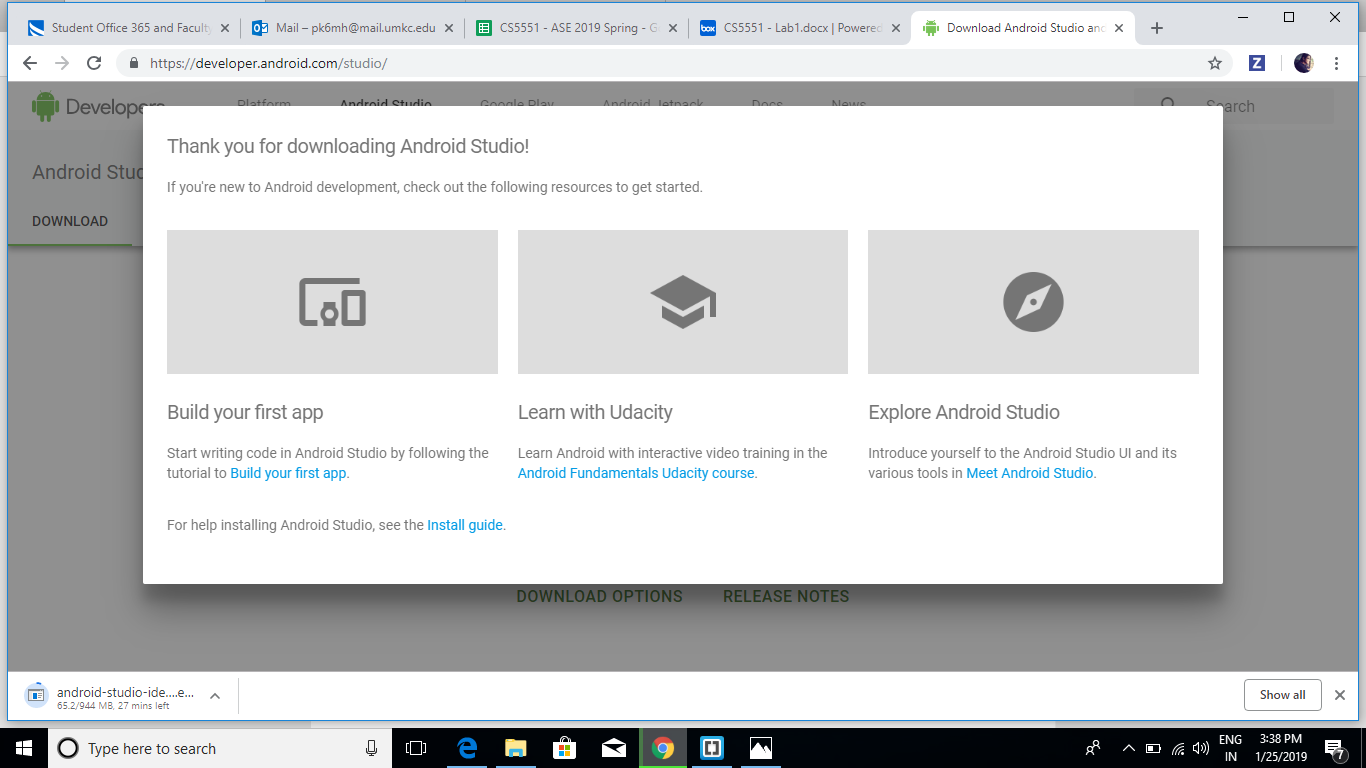 Student Office 365 and Faculty
Mail – pk6mh@mail.umkc.edu
CS5551 - ASE 2019 Spring - G
CS5551 - Lab1.docx | Powered
Download Android Studio and
https://developer.android.com/studio/
Developers
Platform
Android Studio
Google Play
Android Jetpack
Docs
News
Search
Android Stud
DOWNLOAD
Thank you for downloading Android Studio!
If you're new to Android development, check out the following resources to get started.
Build your first app
Start writing code in Android Studio by following the
tutorial to Build your first app.
Learn with Udacity
Learn Android with interactive video training in the
Android Fundamentals Udacity course.
Explore Android Studio
Introduce yourself to the Android Studio UI and its
various tools in Meet Android Studio.
For help installing Android Studio, see the Install guide.
DOWNLOAD OPTIONS
RELEASE NOTES
android-studio-ide....e...
65.2/944 MB, 27 mins left
Show all
Type here to search
ENG
IN
3:38 PM
1/25/2019
7